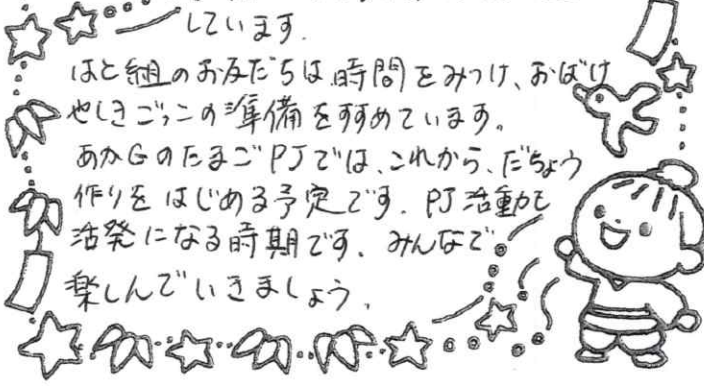 しています.
はと組のお友だちは時間をみつけ、おばけ
やしきごっこの準備をすすめています。
あかGのたまごPJでは、これから、だちょう
作りをはじめる予定です. PJ活動も
活発になる時期です. みんなで
楽しんでいきましょう.